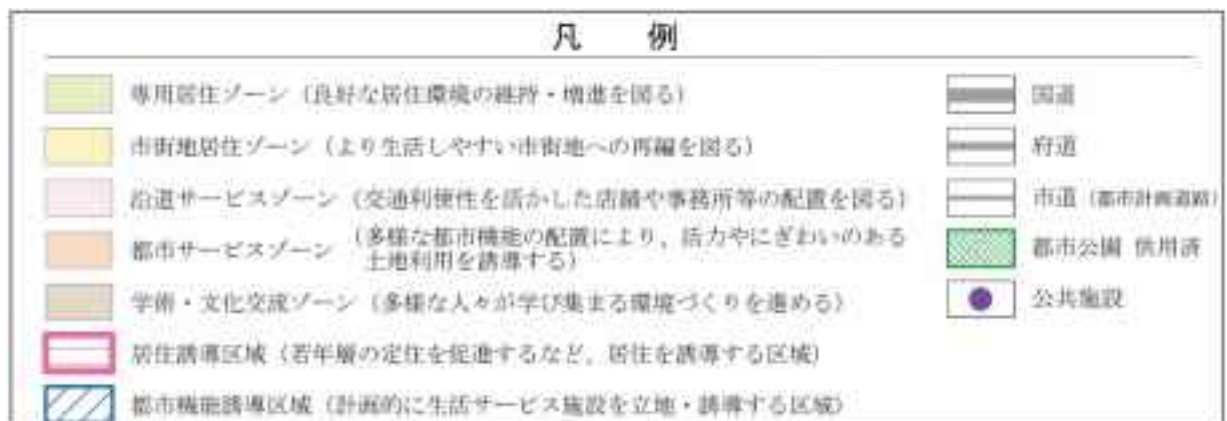 凡 例
専用居住ゾーン（良好な居住環境の維持・増進を図る）
市街地居住ゾーン（より生活しやすい市街地への再編を図る）
沿道サービスゾーン（交通利便性を活かした店舗や事務所等の配置を図る）
都市サービスゾーン（多様な都市機能の配置により、活力やにぎわいのある
土地利用を誘導する）
学術・文化交流ゾーン（多様な人々が学び集まる環境づくりを進める）
居住誘導区域（若年層の定住を促進するなど、居住を誘導する区域）
都市機能誘導区域（計画的に生活サービス施設を立地・誘導する区域）
国道
府道
市道（都市計画道路）
都市公園 供用済
公共施設